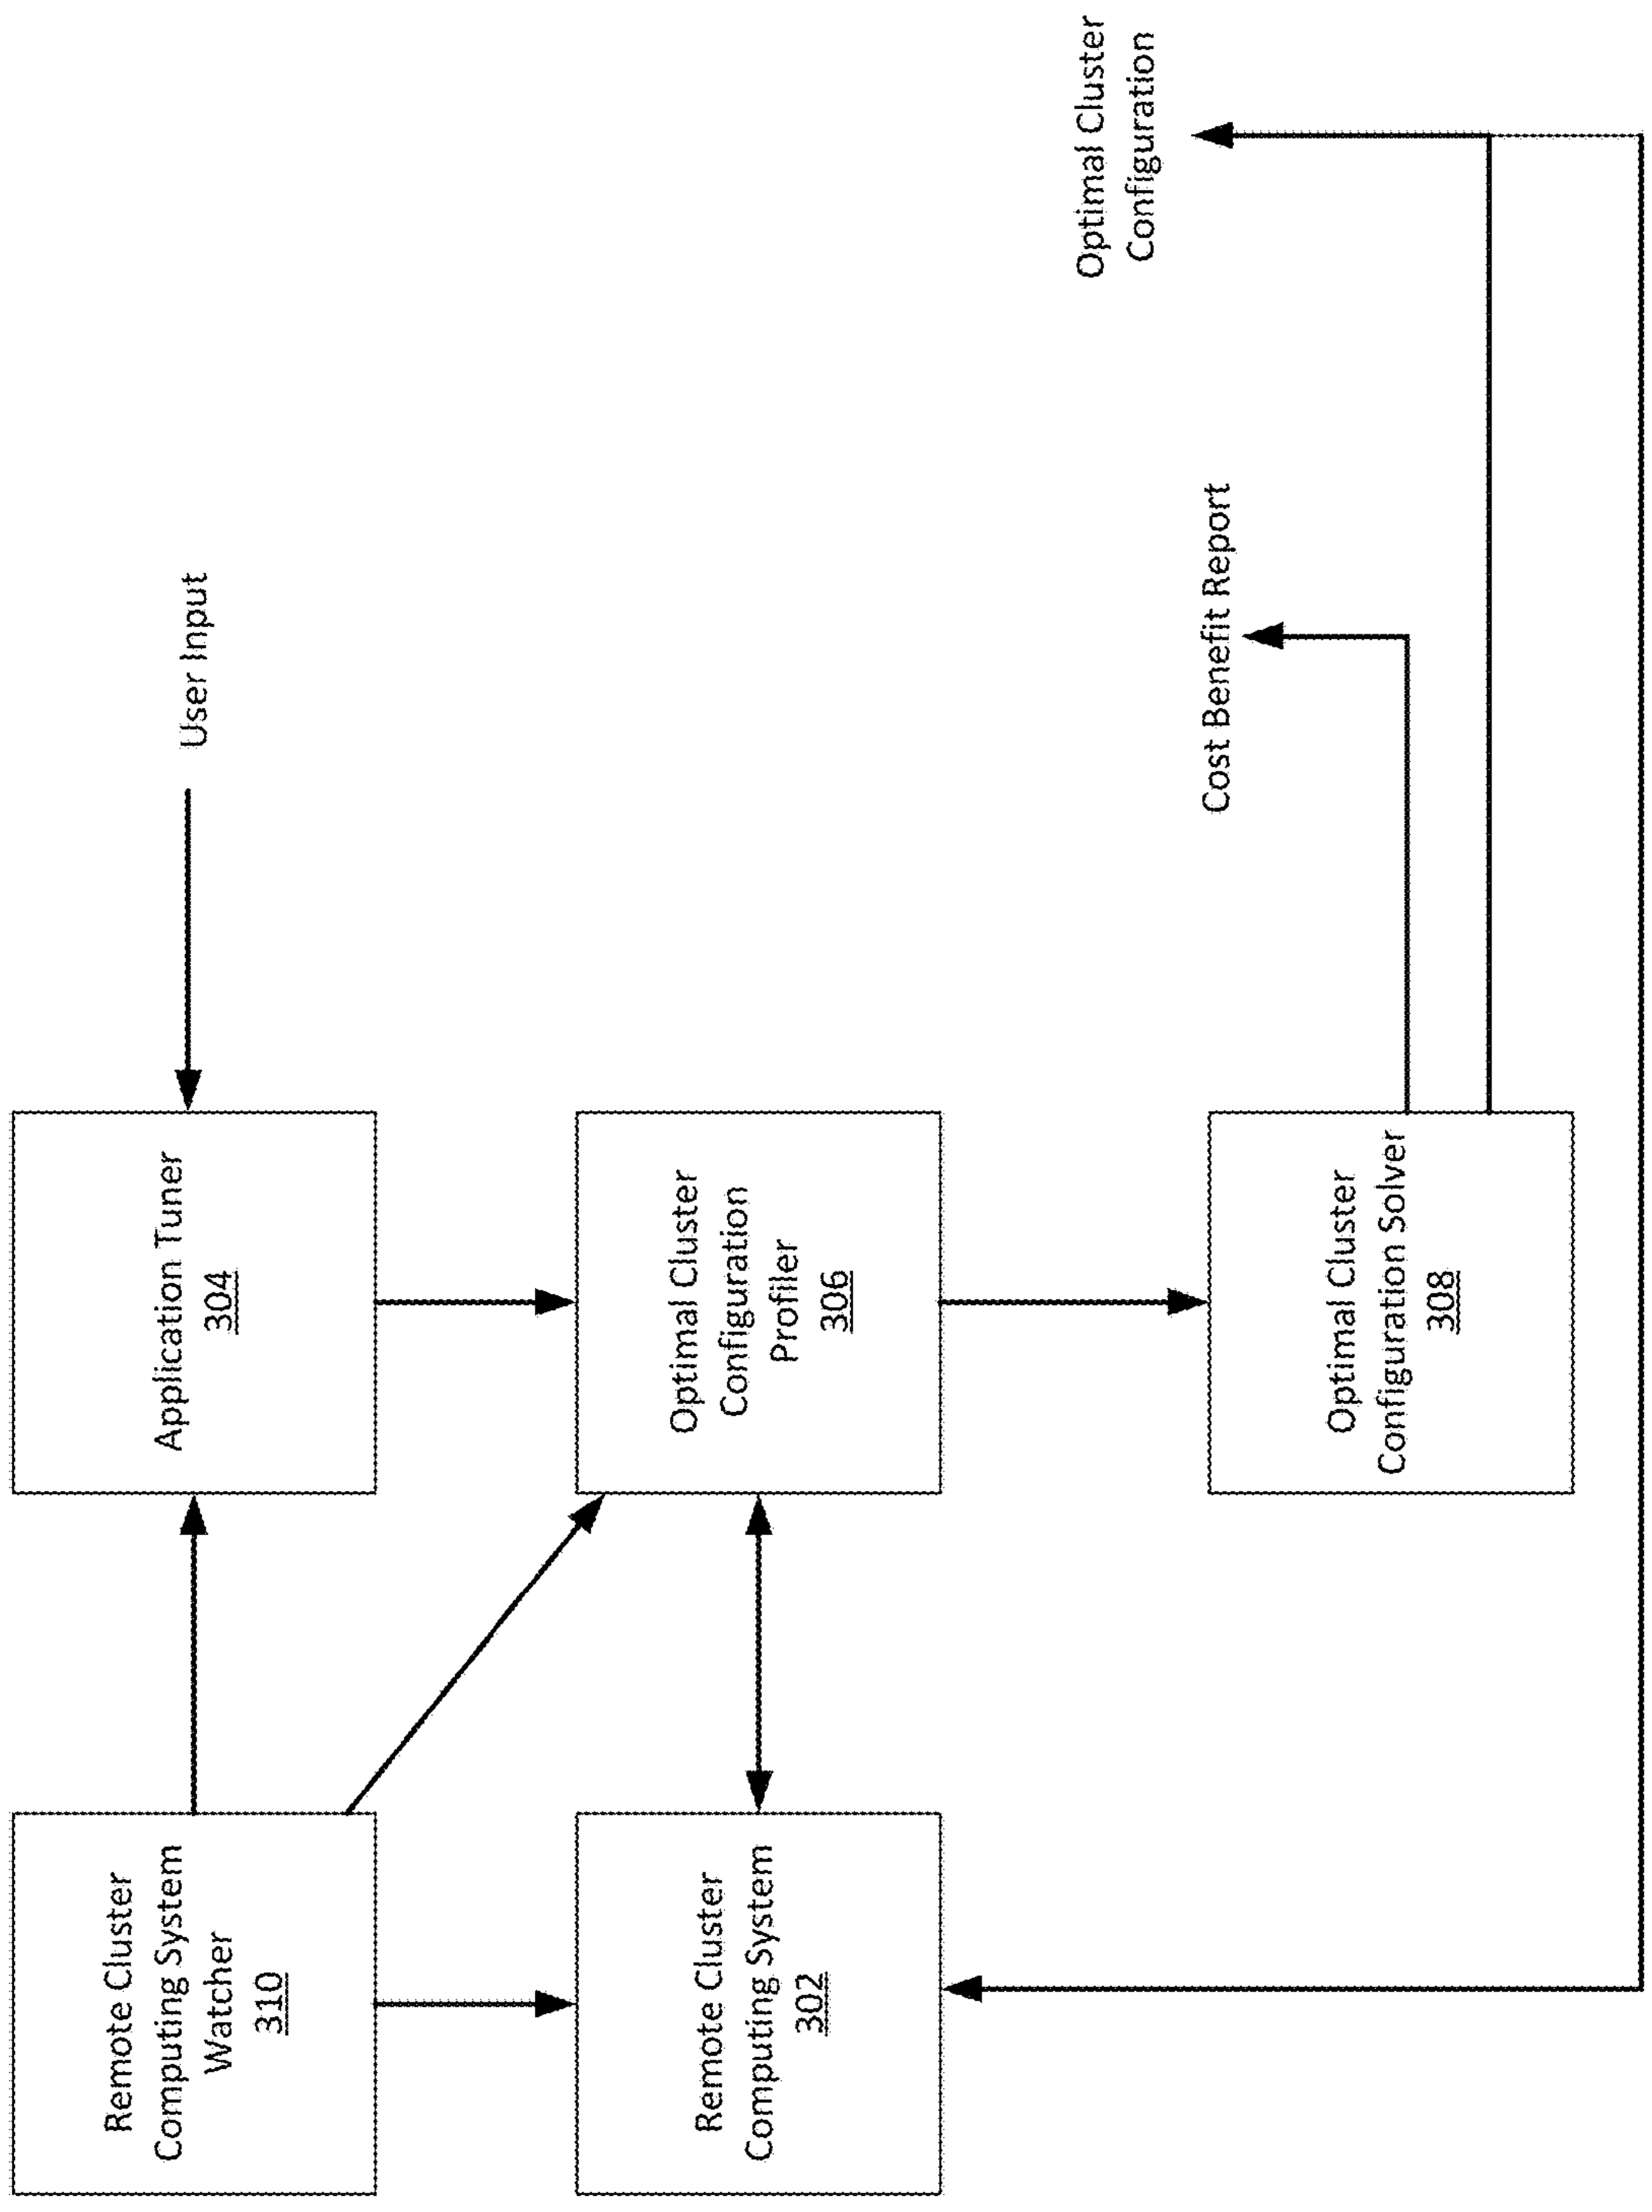 Remote Cluster
Computing System
Watcher
310
Application Tuner
304
User Input
Remote Cluster
Computing System
302
Optimal Cluster
Configuration
Profiler
306
Optimal Cluster
Configuration Solver
308
Cost Benefit Report
Optimal Cluster
Configuration